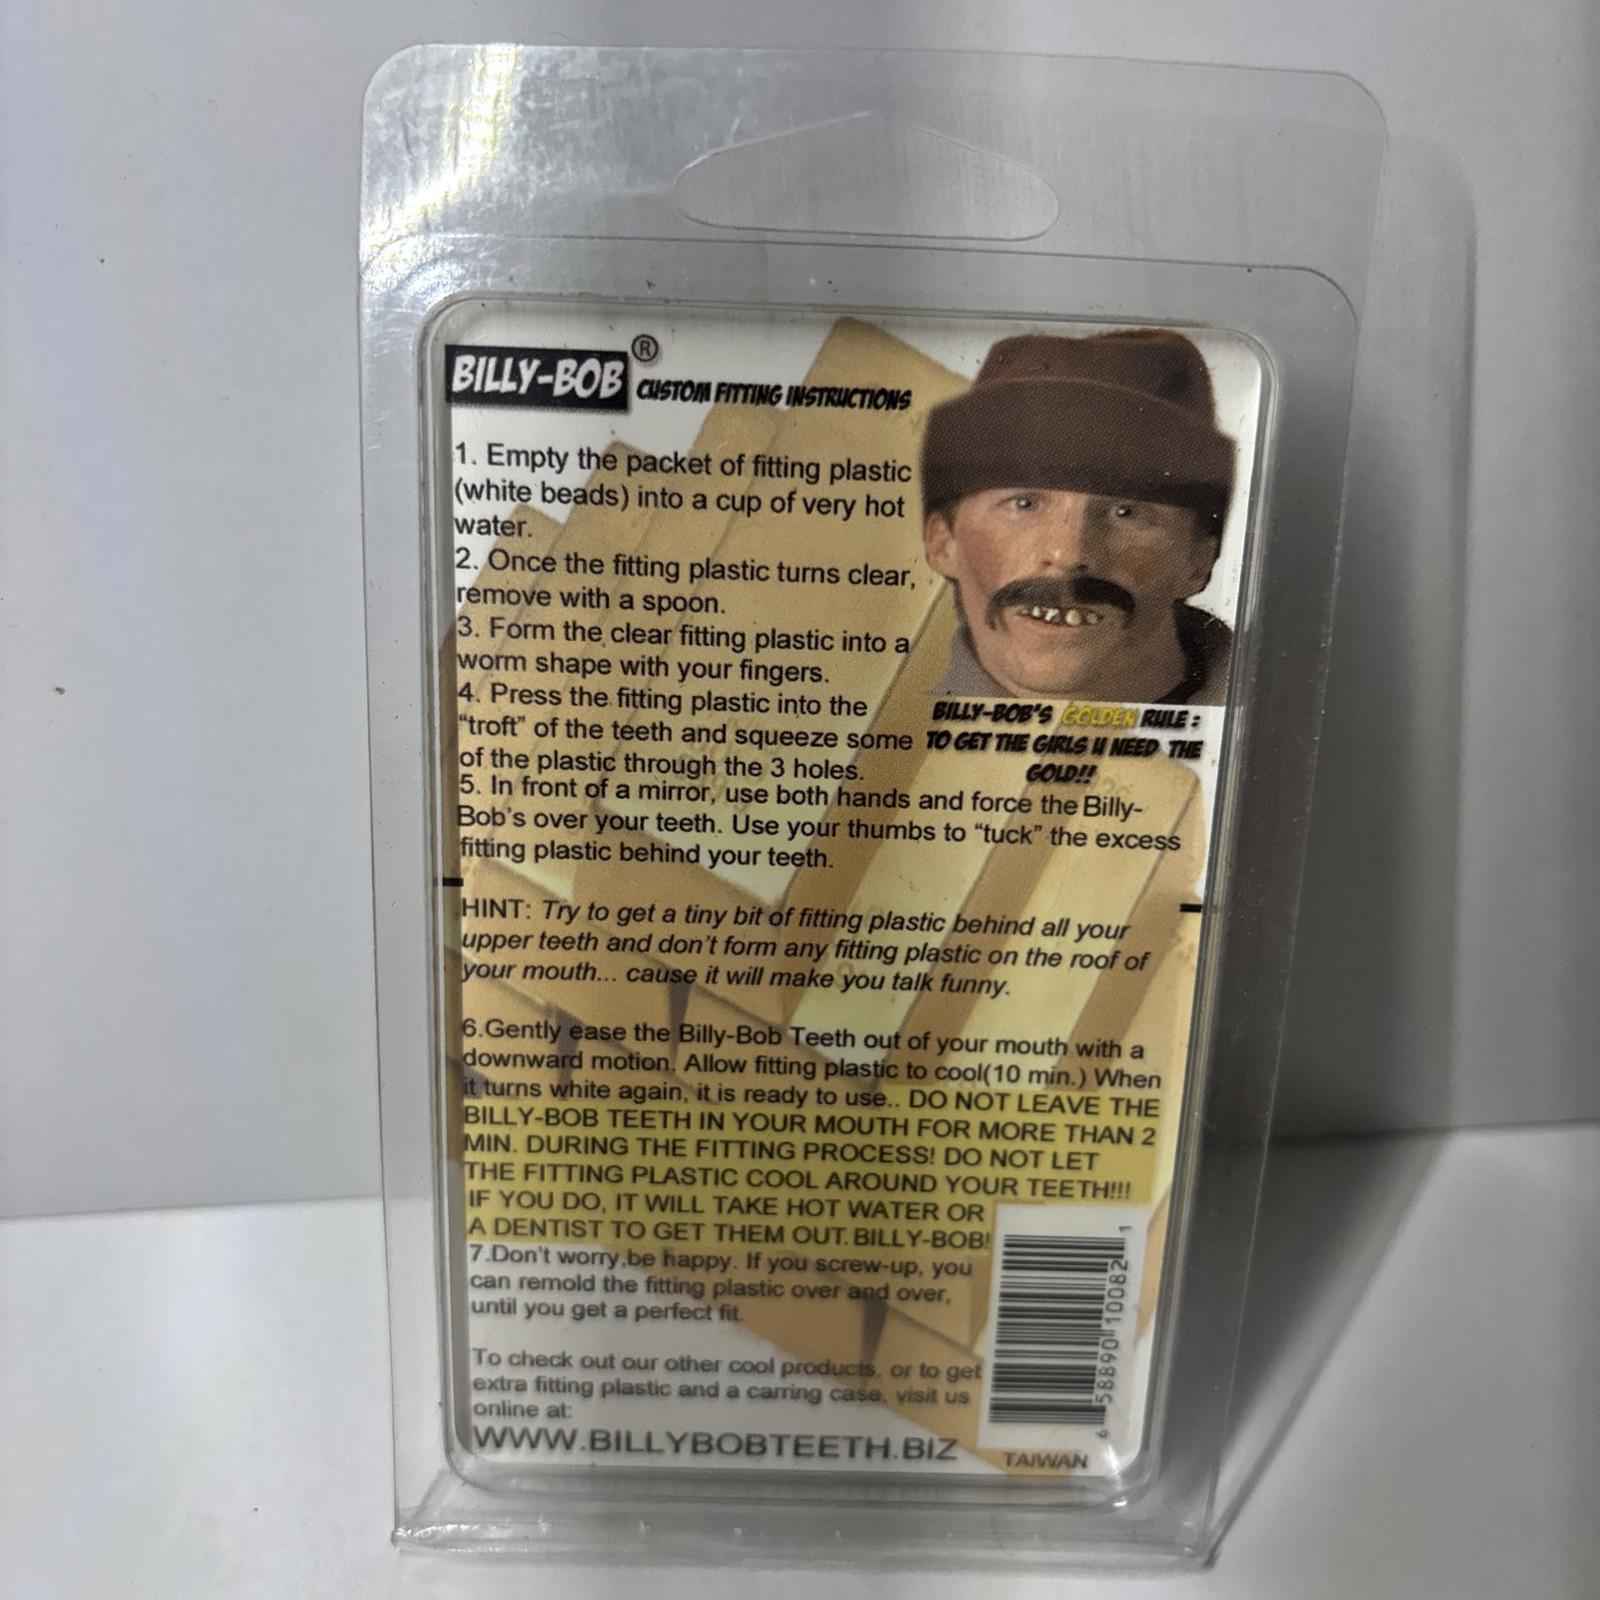 BILLY-BOB® CUSTOM FITTING INSTRUCTIONS
1. Empty the packet of fitting plastic
(white beads) into a cup of very hot
water.
2. Once the fitting plastic turns clear,
remove with a spoon.
3. Form the clear fitting plastic into a
worm shape with your fingers.
4. Press the fitting plastic into the
“troft” of the teeth and squeeze some
of the plastic through the 3 holes.
BILLY-BOB'S GOLDEN RULE :
TO GET THE GIRLS U NEED THE
GOLD!!
5. In front of a mirror, use both hands and force the Billy-
Bob's over your teeth. Use your thumbs to “tuck” the excess
fitting plastic behind your teeth.
HINT: Try to get a tiny bit of fitting plastic behind all your
upper teeth and don't form any fitting plastic on the roof of
your mouth... cause it will make you talk funny.
6.Gently ease the Billy-Bob Teeth out of your mouth with a
downward motion. Allow fitting plastic to cool(10 min.) When
it turns white again, it is ready to use.. DO NOT LEAVE THE
BILLY-BOB TEETH IN YOUR MOUTH FOR MORE THAN 2
MIN. DURING THE FITTING PROCESS! DO NOT LET
THE FITTING PLASTIC COOL AROUND YOUR TEETH!!!
IF YOU DO, IT WILL TAKE HOT WATER OR
A DENTIST TO GET THEM OUT. BILLY-BOB!
7.Don't worry,be happy. If you screw-up, you
can remold the fitting plastic over and over,
until you get a perfect fit.
To check out our other cool products, or to get
extra fitting plastic and a carring case, visit us
online at:
WWW.BILLYBOBTEETH.BIZ
6 58890 10082 1
TAIWAN